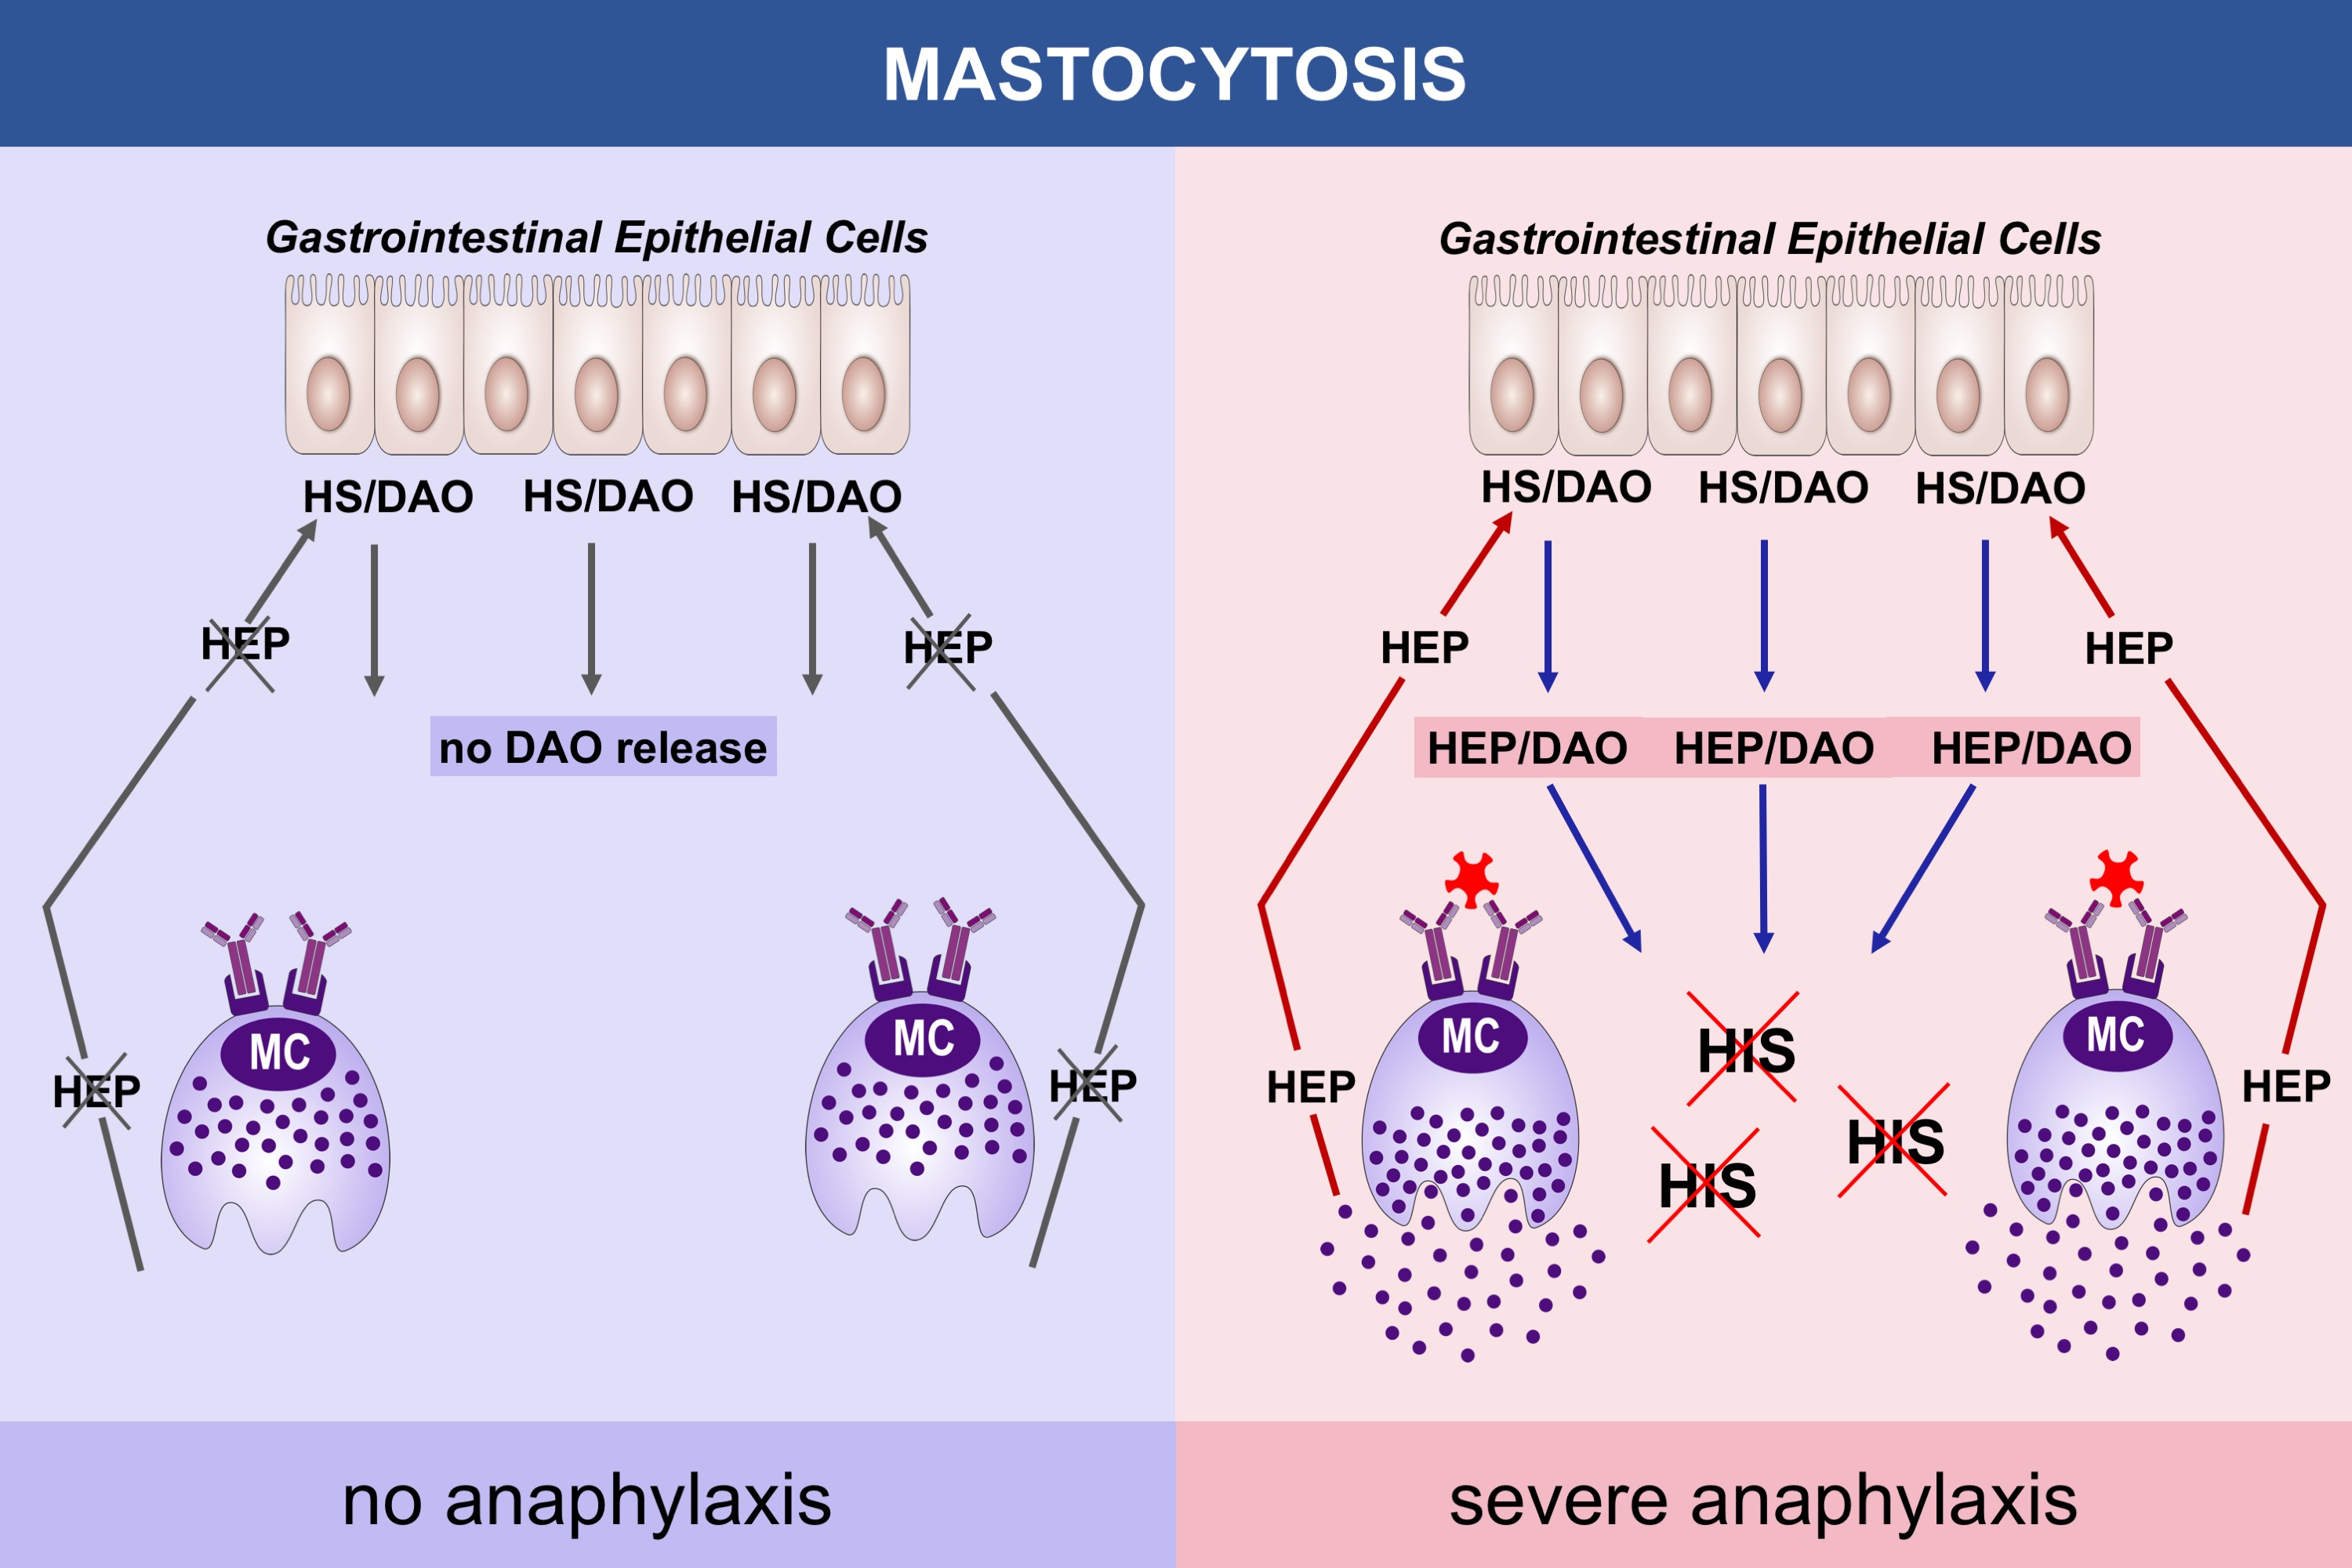 MASTOCYTOSIS
Gastrointestinal Epithelial Cells
HS/DAO HS/DAO HS/DAO
HEP HEP
no DAO release
MC MC
HEP HEP
no anaphylaxis
Gastrointestinal Epithelial Cells
HS/DAO HS/DAO HS/DAO
HEP HEP
HEP/DAO HEP/DAO HEP/DAO
MC HIS MC
HEP HEP
HIS
HIS
severe anaphylaxis